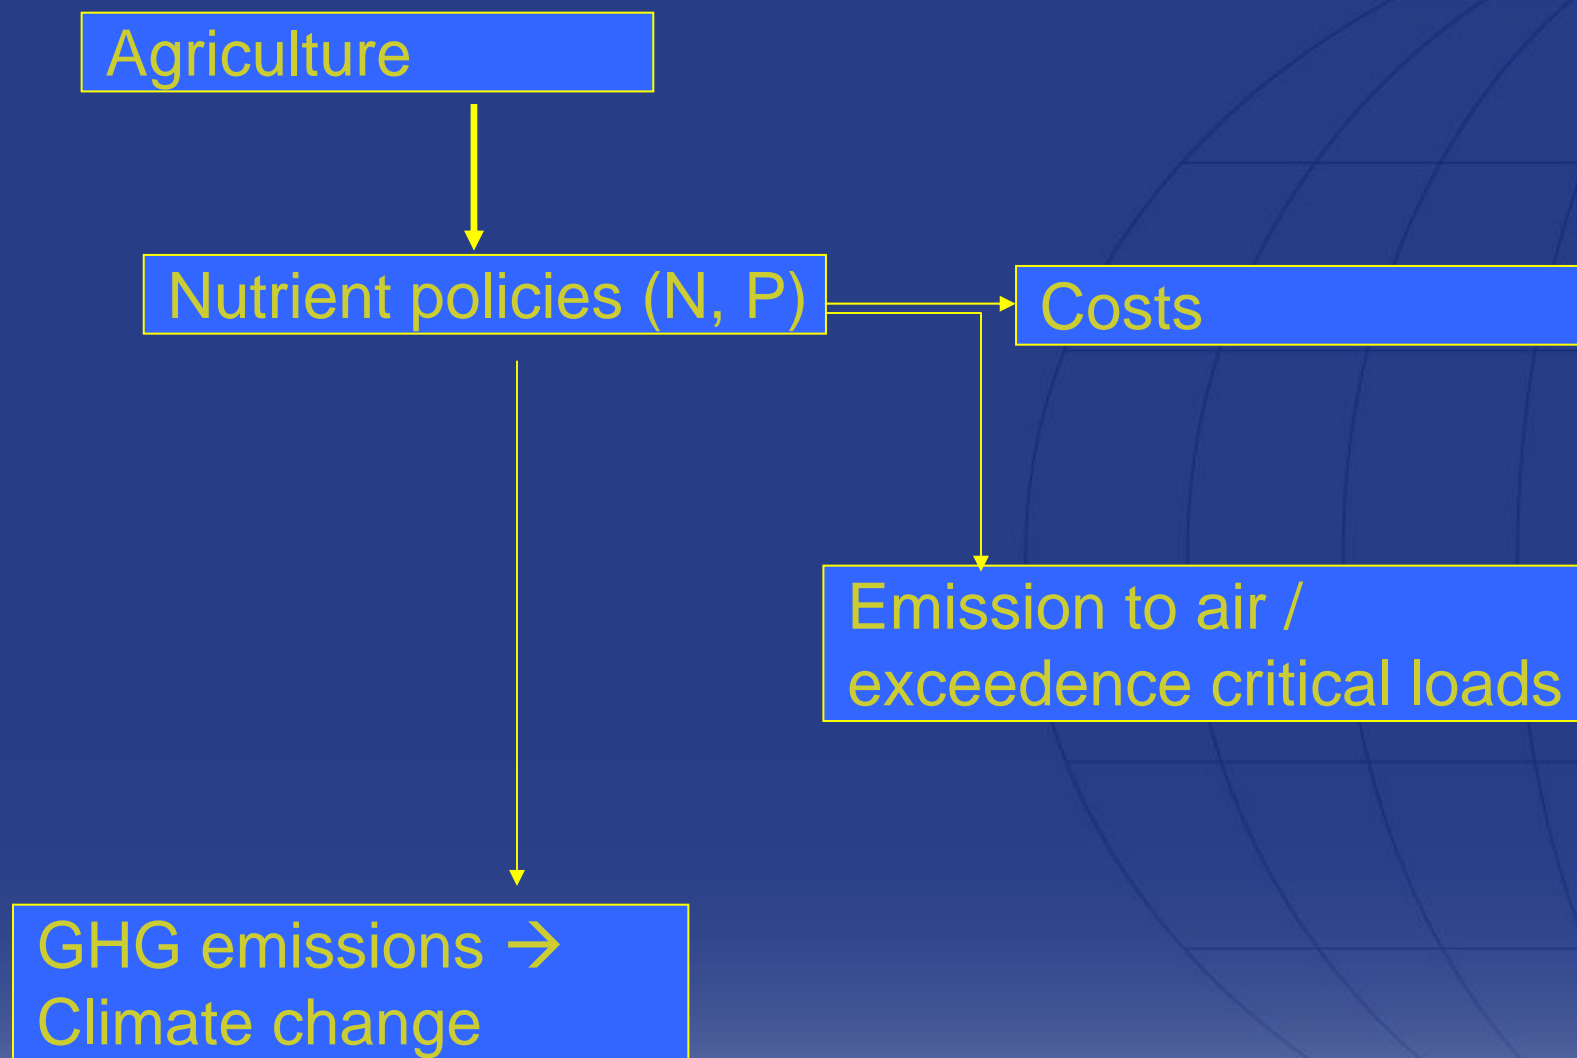 Agriculture
Nutrient policies (N, P)
Costs
Emission to air /
exceedence critical loads
GHG emissions →
Climate change